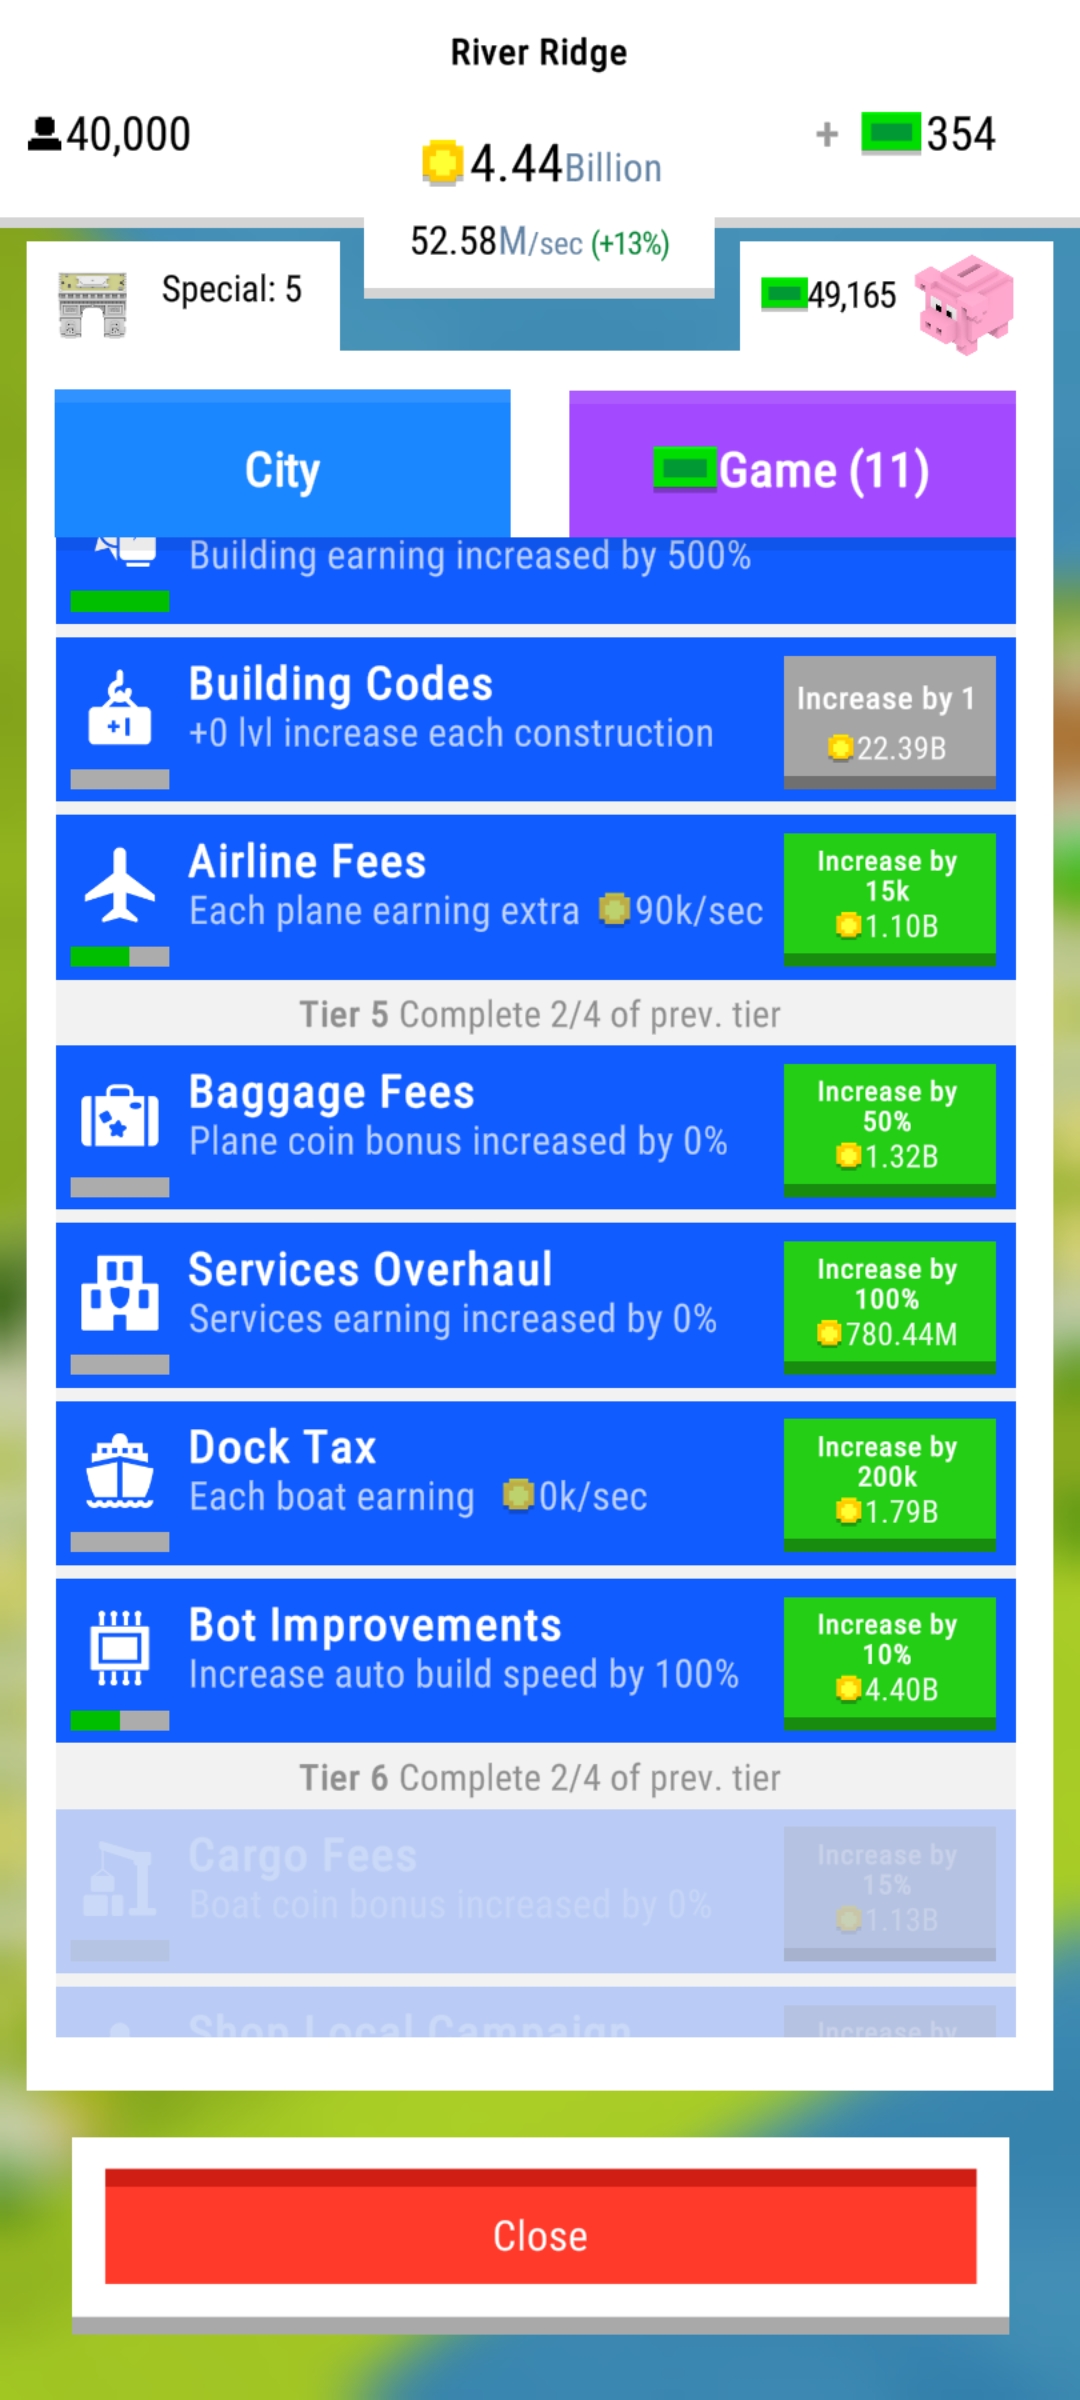 River Ridge
40,000
4.44Billion
+ 354
52.58M/sec (+13%)
Special: 5
49,165
City
Game (11)
Building earning increased by 500%
Building Codes
+0 lvl increase each construction
Increase by 1
22.39B
Airline Fees
Each plane earning extra 90k/sec
Increase by
15k
1.10B
Tier 5 Complete 2/4 of prev. tier
Baggage Fees
Plane coin bonus increased by 0%
Increase by
50%
1.32B
Services Overhaul
Services earning increased by 0%
Increase by
100%
780.44M
Dock Tax
Each boat earning 0k/sec
Increase by
200k
1.79B
Bot Improvements
Increase auto build speed by 100%
Increase by
10%
4.40B
Tier 6 Complete 2/4 of prev. tier
Cargo Fees
Boat coin bonus increased by 0%
Increase by
15%
1.13B
Shop Local Campaign
Increase by
Close